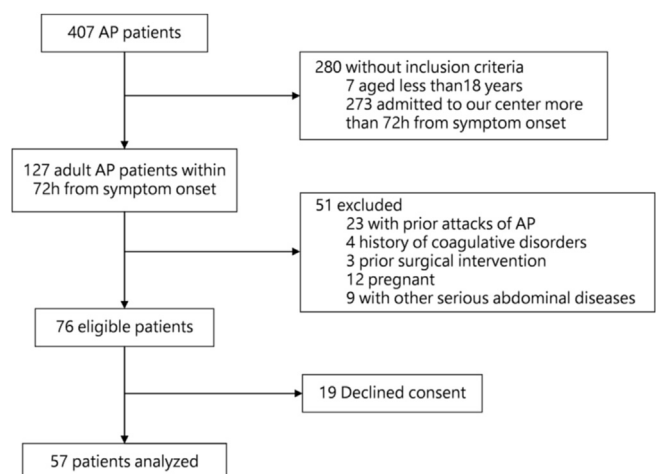 407 AP patients
280 without inclusion criteria
7 aged less than18 years
273 admitted to our center more
than 72h from symptom onset
127 adult AP patients within
72h from symptom onset
51 excluded
23 with prior attacks of AP
4 history of coagulative disorders
3 prior surgical intervention
12 pregnant
9 with other serious abdominal diseases
76 eligible patients
19 Declined consent
57 patients analyzed